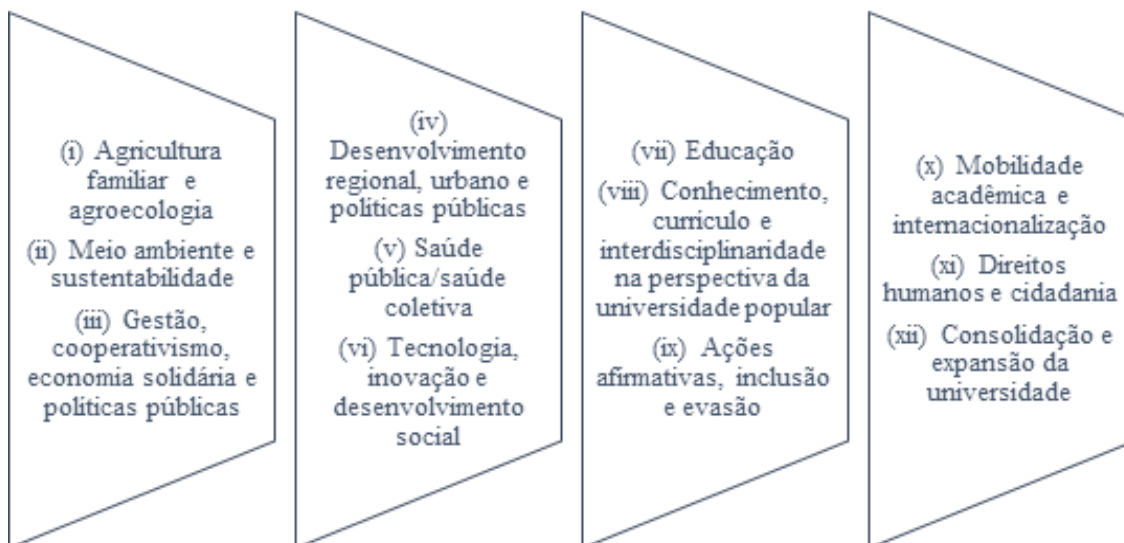 (i) Agricultura
familiar e
agroecologia
(ii) Meio ambiente e
sustentabilidade
(iii) Gestão,
cooperativismo,
economia solidária e
políticas públicas
(iv)
Desenvolvimento
regional, urbano e
políticas públicas
(v) Saúde
pública/saúde
coletiva
(vi) Tecnologia,
inovação e
desenvolvimento
social
(vii) Educação
(viii) Conhecimento,
currículo e
interdisciplinaridade
na perspectiva da
universidade popular
(ix) Ações
afirmativas, inclusão
e evasão
(x) Mobilidade
acadêmica e
internacionalização
(xi) Direitos
humanos e cidadania
(xii) Consolidação e
expansão da
universidade